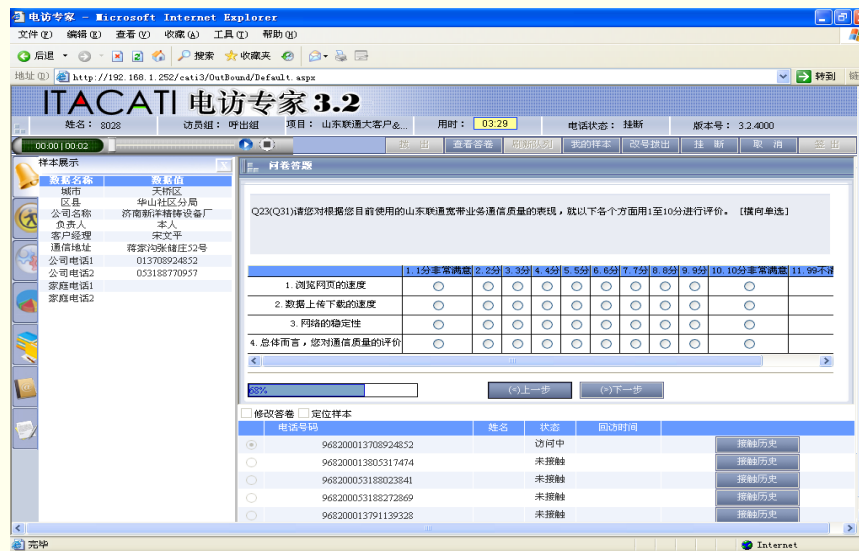 电访专家 - Microsoft Internet Explorer
文件(F) 编辑(E) 查看(V) 收藏(A) 工具(T) 帮助(H)
后退 搜索 收藏夹
地址(D) http://192.168.1.252/cati3/OutBound/Default.aspx 转到
ITACATI 电访专家 3.2
姓名: 8028 访员组: 呼出组 项目: 山东联通大客户&... 用时: 03:29 电话状态: 挂断 版本号: 3.2.4000
00:00|00:02 拨 出 查看答卷 刷新队列 我的样本 改号拨出 挂 断 取 消 签 出
样本展示 X
数据名称 数据值
城市 天桥区
区县 华山社区分局
公司名称 济南新洋精铸设备厂
负责人 本人
客户经理 宋文平
通信地址 蒋家沟张储庄52号
公司电话1 013708924852
公司电话2 053188770957
家庭电话1
家庭电话2
问卷答题
Q23(Q31)请您对根据您目前使用的山东联通宽带业务通信质量的表现,就以下各个方面用1至10分进行评价。 [横向单选]
1.1分非常满意 2.2分 3.3分 4.4分 5.5分 6.6分 7.7分 8.8分 9.9分 10.10分非常满意 11.99不清
1.浏览网页的速度
2.数据上传下载的速度
3.网络的稳定性
4.总体而言,您对通信质量的评价
68% (<)上一步 (>)下一步
修改答卷 定位样本
电话号码 姓名 状态 回访时间
968200013708924852 访问中 接触历史
968200013805317474 未接触 接触历史
968200053188023841 未接触 接触历史
968200053188272869 未接触 接触历史
968200013791139328 未接触 接触历史
完毕 Internet